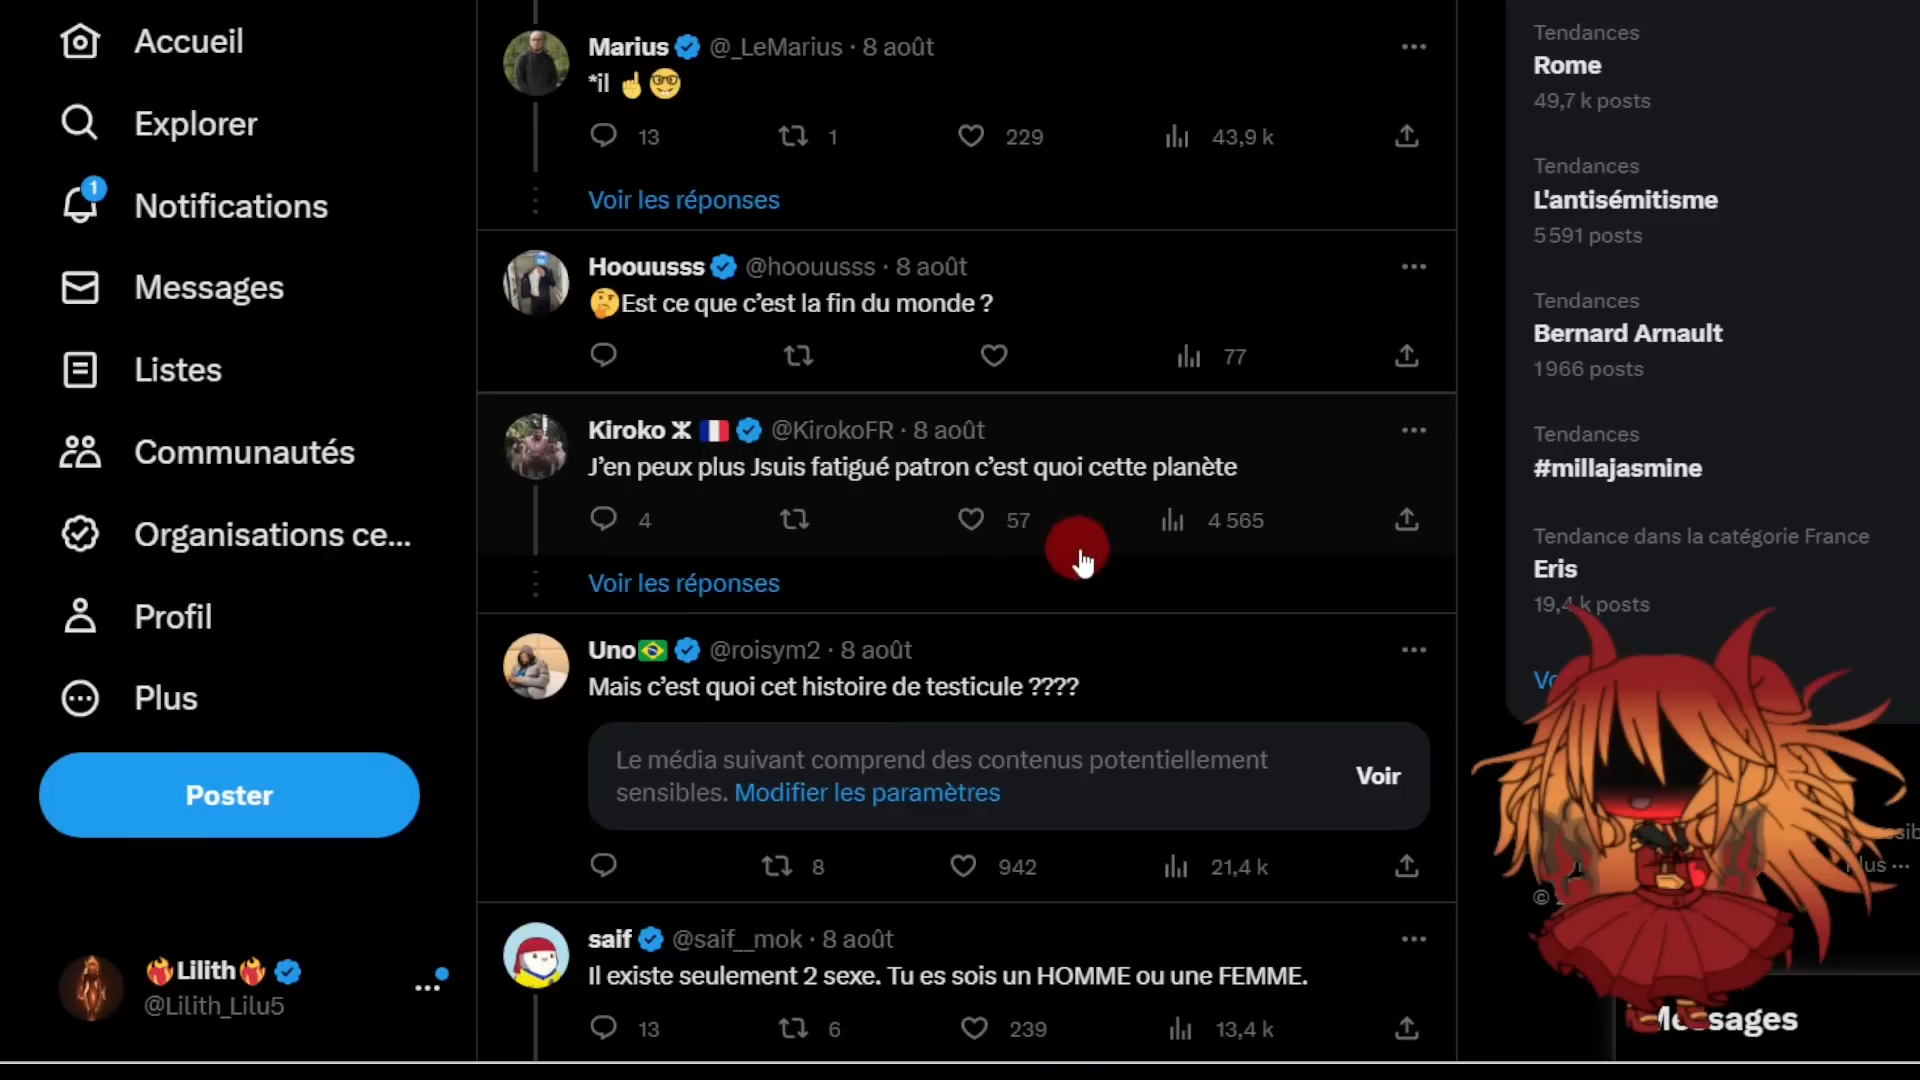 Accueil
Explorer
1
Notifications
Messages
Listes
Communautés
Organisations ce...
Profil
Plus
Poster
Lilith
@Lilith_Lilu5
Marius @_LeMarius · 8 août
*il ☝️🤓
13 1 229 43,9 k
Voir les réponses
Hoouusss @hoouusss · 8 août
🤔Est ce que c’est la fin du monde ?
77
Kiroko ⵣ 🇫🇷 @KirokoFR · 8 août
J’en peux plus Jsuis fatigué patron c’est quoi cette planète
4 57 4 565
Voir les réponses
Uno🇧🇷 @roisym2 · 8 août
Mais c’est quoi cet histoire de testicule ????
Le média suivant comprend des contenus potentiellement
sensibles. Modifier les paramètres
Voir
8 942 21,4 k
saif @saif__mok · 8 août
Il existe seulement 2 sexe. Tu es sois un HOMME ou une FEMME.
13 6 239 13,4 k
Tendances
Rome
49,7 k posts
Tendances
L'antisémitisme
5 591 posts
Tendances
Bernard Arnault
1 966 posts
Tendances
#millajasmine
Tendance dans la catégorie France
Eris
19,4 k posts
Messages